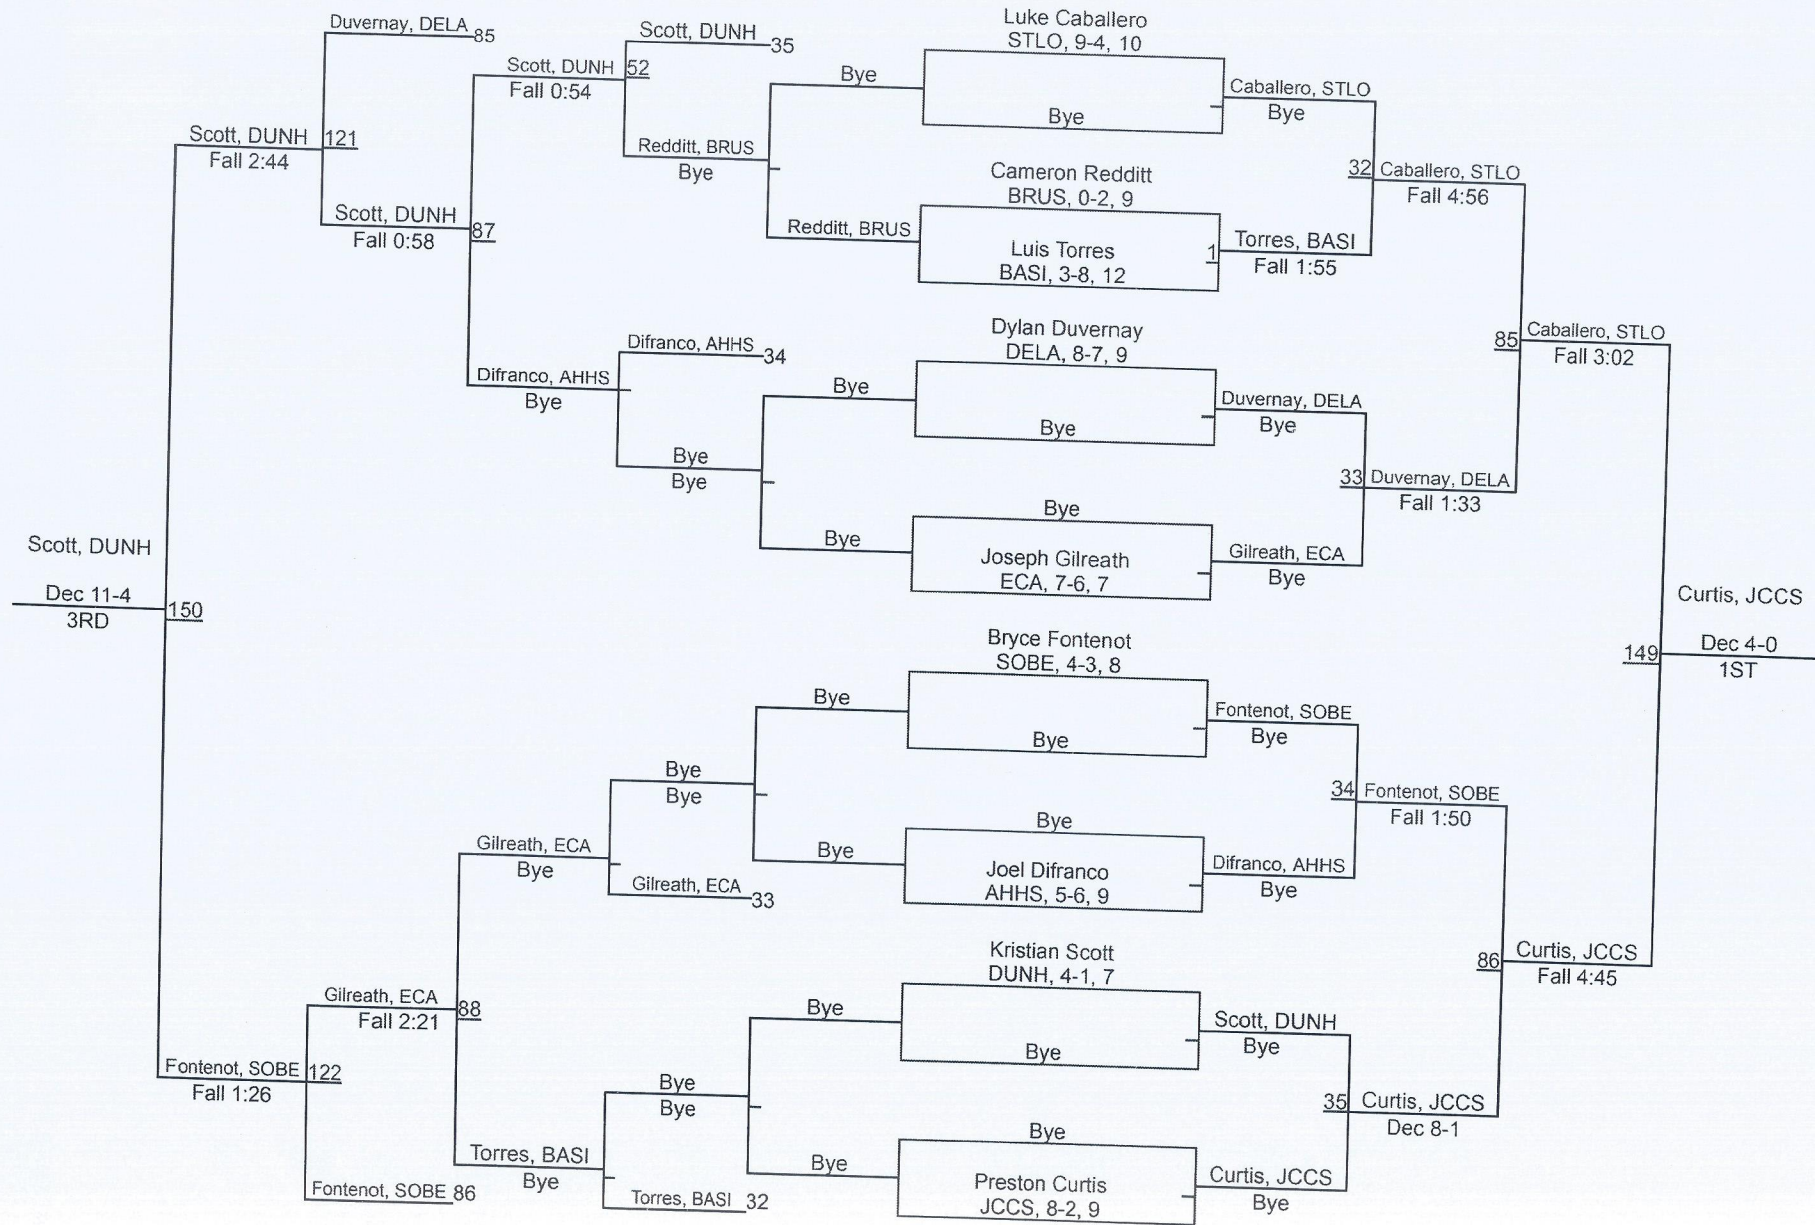 Luke Caballero
STLO, 9-4, 10
Bye
Caballero, STLO
Bye
Cameron Redditt
BRUS, 0-2, 9
Luis Torres
BASI, 3-8, 12
1
Torres, BASI
Fall 1:55
32
Caballero, STLO
Fall 4:56
Dylan Duvernay
DELA, 8-7, 9
Bye
Duvernay, DELA
Bye
Bye
Joseph Gilreath
ECA, 7-6, 7
Gilreath, ECA
Bye
33
Duvernay, DELA
Fall 1:33
85
Caballero, STLO
Fall 3:02
Bryce Fontenot
SOBE, 4-3, 8
Bye
Fontenot, SOBE
Bye
Bye
Joel Difranco
AHHS, 5-6, 9
Difranco, AHHS
Bye
34
Fontenot, SOBE
Fall 1:50
Kristian Scott
DUNH, 4-1, 7
Bye
Scott, DUNH
Bye
Bye
Preston Curtis
JCCS, 8-2, 9
Curtis, JCCS
Bye
35
Curtis, JCCS
Dec 8-1
86
Curtis, JCCS
Fall 4:45
149
Curtis, JCCS
Dec 4-0
1ST
Duvernay, DELA 85
Scott, DUNH 35
Scott, DUNH
Fall 0:54
52
Bye
Redditt, BRUS
Bye
Redditt, BRUS
Scott, DUNH
Fall 2:44
121
Scott, DUNH
Fall 0:58
87
Difranco, AHHS 34
Difranco, AHHS
Bye
Bye
Bye
Bye
Bye
Scott, DUNH
Dec 11-4
3RD
150
Bye
Bye
Bye
Bye
Gilreath, ECA
Bye
Gilreath, ECA 33
Gilreath, ECA
Fall 2:21
88
Bye
Bye
Bye
Bye
Fontenot, SOBE
Fall 1:26
122
Torres, BASI
Bye
Torres, BASI 32
Fontenot, SOBE 86